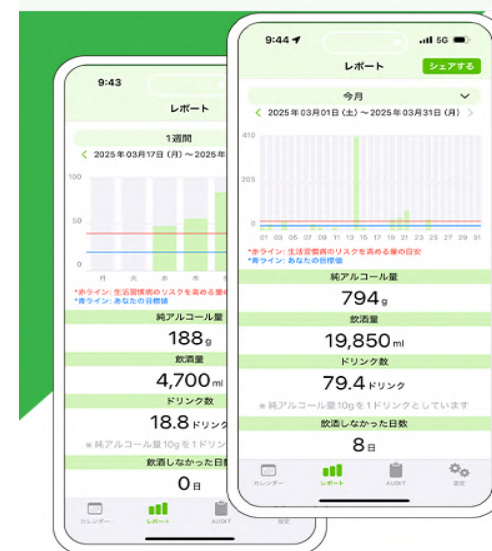 9:43
レポート
1週間
2025年03月17日（月）～2025年
100
50
0
月 火 水 木
*赤ライン: 生活習慣病のリスクを高める量の
*青ライン: あなたの目標値
純アルコール量
188g
飲酒量
4,700ml
ドリンク数
18.8ドリンク
※純アルコール量10gを1ドリン
飲酒しなかった日数
0日
カレンダー レポート AUDIT 設定
9:44 5G
レポート シェアする
今月
2025年03月01日（土）～2025年03月31日（月）
410
205
0
01 03 05 07 09 11 13 15 17 19 21 23 25 27 29 31
*赤ライン: 生活習慣病のリスクを高める量の目安
*青ライン: あなたの目標値
純アルコール量
794g
飲酒量
19,850ml
ドリンク数
79.4ドリンク
※純アルコール量10gを1ドリンクとしています
飲酒しなかった日数
8日
カレンダー レポート AUDIT 設定